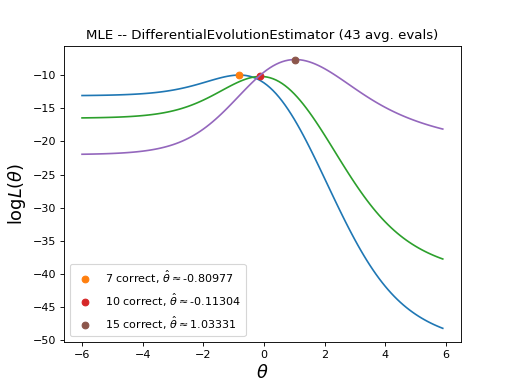 MLE -- DifferentialEvolutionEstimator (43 avg. evals)
−10
−15
−20
−25
−30
−35
−40
−45
−50
logL(θ)
7 correct, θ̂ ≈ -0.80977
10 correct, θ̂ ≈ -0.11304
15 correct, θ̂ ≈ 1.03331
−6 −4 −2 0 2 4 6
θ